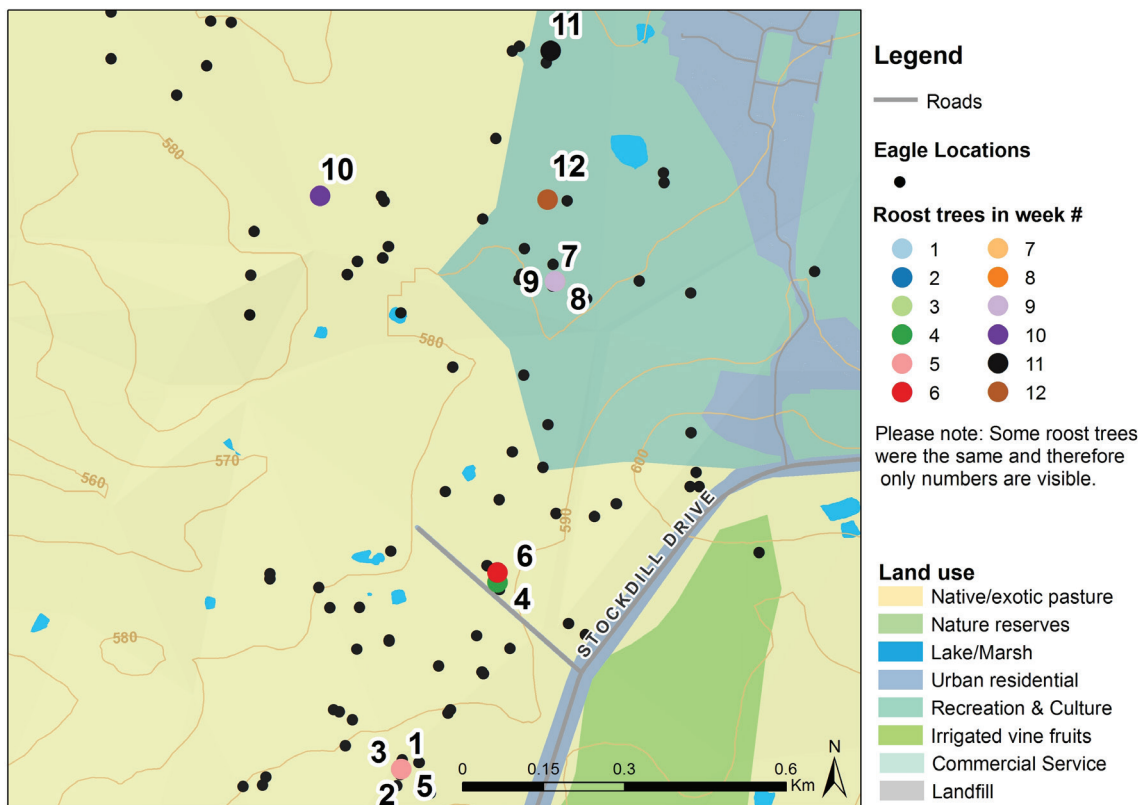 11
580
10
12
7
9
8
580
570
560
600
590
STOCKDILL DRIVE
6
4
580
3 1
2 5
N
0 0.15 0.3 0.6
Km
Legend
Roads
Eagle Locations
Roost trees in week #
1 7
2 8
3 9
4 10
5 11
6 12
Please note: Some roost trees
were the same and therefore
only numbers are visible.
Land use
Native/exotic pasture
Nature reserves
Lake/Marsh
Urban residential
Recreation & Culture
Irrigated vine fruits
Commercial Service
Landfill